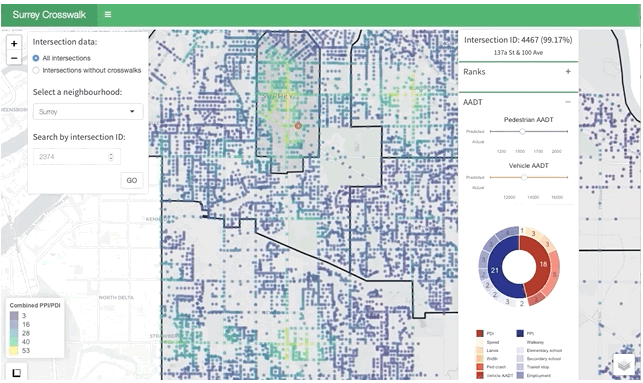 Surrey Crosswalk
Intersection data:
All intersections
Intersections without crosswalks
Select a neighbourhood:
Surrey
Search by intersection ID:
2374
GO
Combined PPI/PDI
3
16
28
40
53
NORTH DELTA
SURREY
Intersection ID: 4467 (99.17%)
137a St & 100 Ave
Ranks +
AADT −
Pedestrian AADT
Predicted
Actual
1200 1500 1700 2000
Vehicle AADT
Predicted
Actual
12000 14000 16000
21
18
PDI PPI
Speed Walkway
Lanes Elementary school
Width Secondary school
Ped crash Transit stop
Vehicle AADT Employment